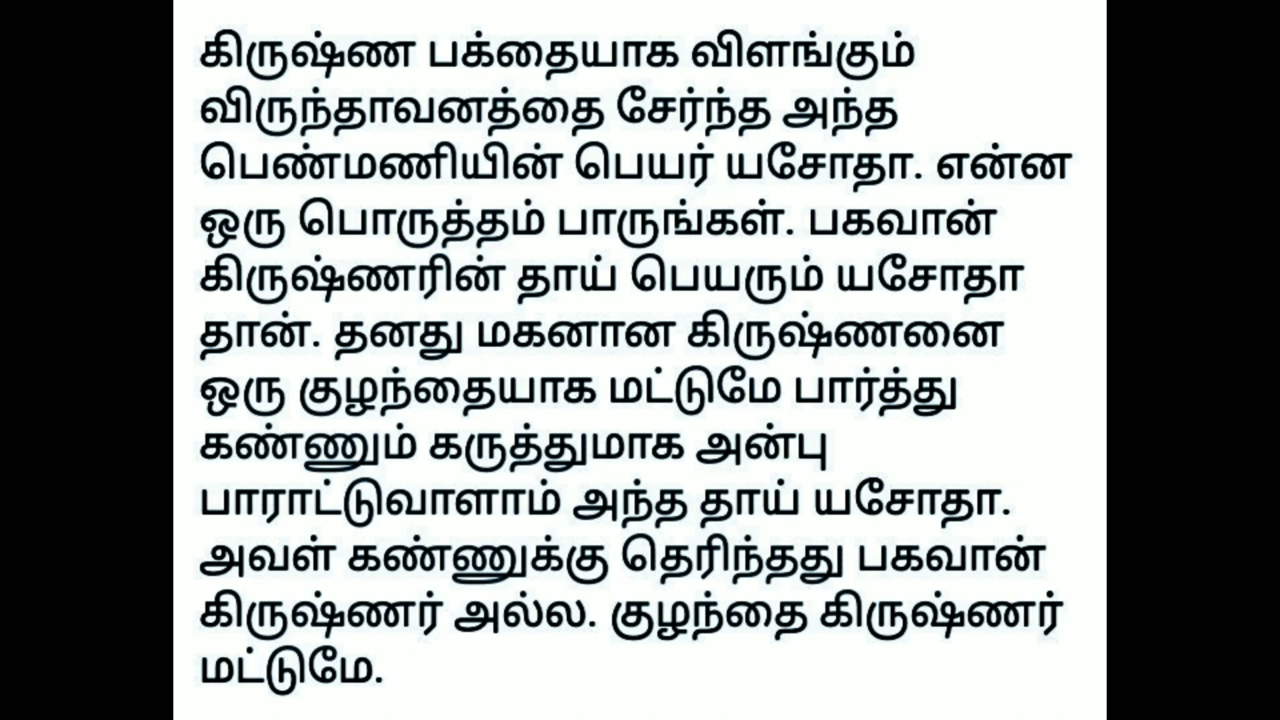 கிருஷ்ண பக்தையாக விளங்கும்
விருந்தாவனத்தை சேர்ந்த அந்த
பெண்மணியின் பெயர் யசோதா. என்ன
ஒரு பொருத்தம் பாருங்கள். பகவான்
கிருஷ்ணரின் தாய் பெயரும் யசோதா
தான். தனது மகனான கிருஷ்ணனை
ஒரு குழந்தையாக மட்டுமே பார்த்து
கண்ணும் கருத்துமாக அன்பு
பாராட்டுவாளாம் அந்த தாய் யசோதா.
அவள் கண்ணுக்கு தெரிந்தது பகவான்
கிருஷ்ணர் அல்ல. குழந்தை கிருஷ்ணர்
மட்டுமே.